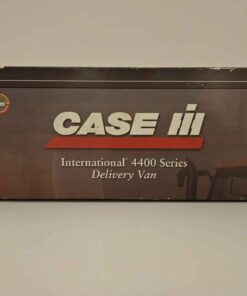 CASE IH
International® 4400 Series
Delivery Van